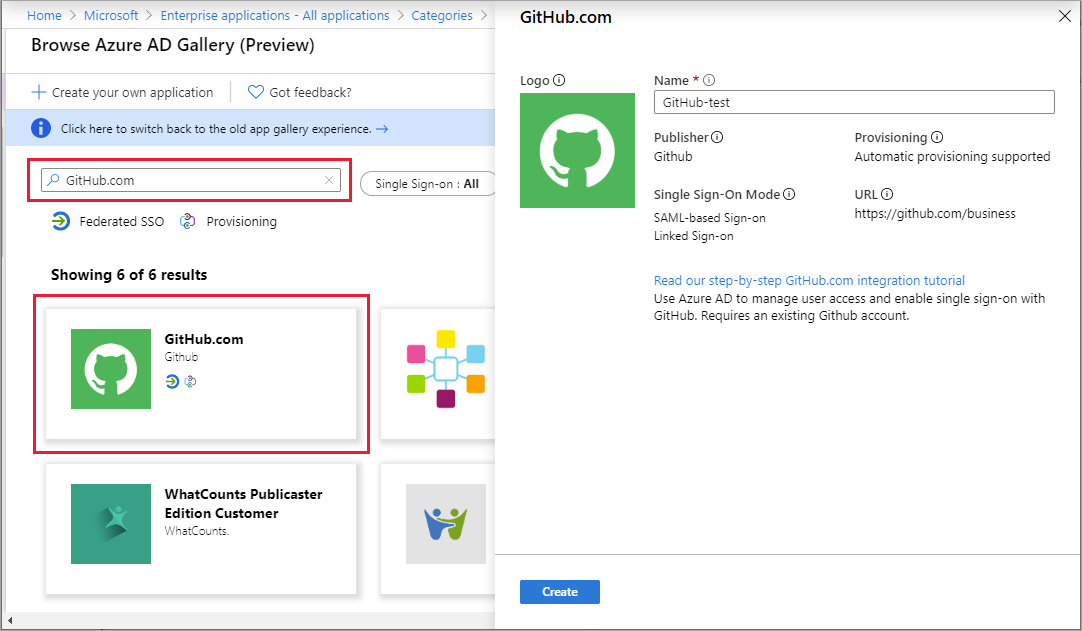 Home > Microsoft > Enterprise applications - All applications > Categories >
Browse Azure AD Gallery (Preview)
Create your own application
Got feedback?
Click here to switch back to the old app gallery experience. →
GitHub.com
Single Sign-on : All
Federated SSO
Provisioning
Showing 6 of 6 results
GitHub.com
Github
WhatCounts Publicaster
Edition Customer
WhatCounts.
GitHub.com
Logo
Name *
GitHub-test
Publisher
Github
Provisioning
Automatic provisioning supported
Single Sign-On Mode
SAML-based Sign-on
Linked Sign-on
URL
https://github.com/business
Read our step-by-step GitHub.com integration tutorial
Use Azure AD to manage user access and enable single sign-on with
GitHub. Requires an existing Github account.
Create